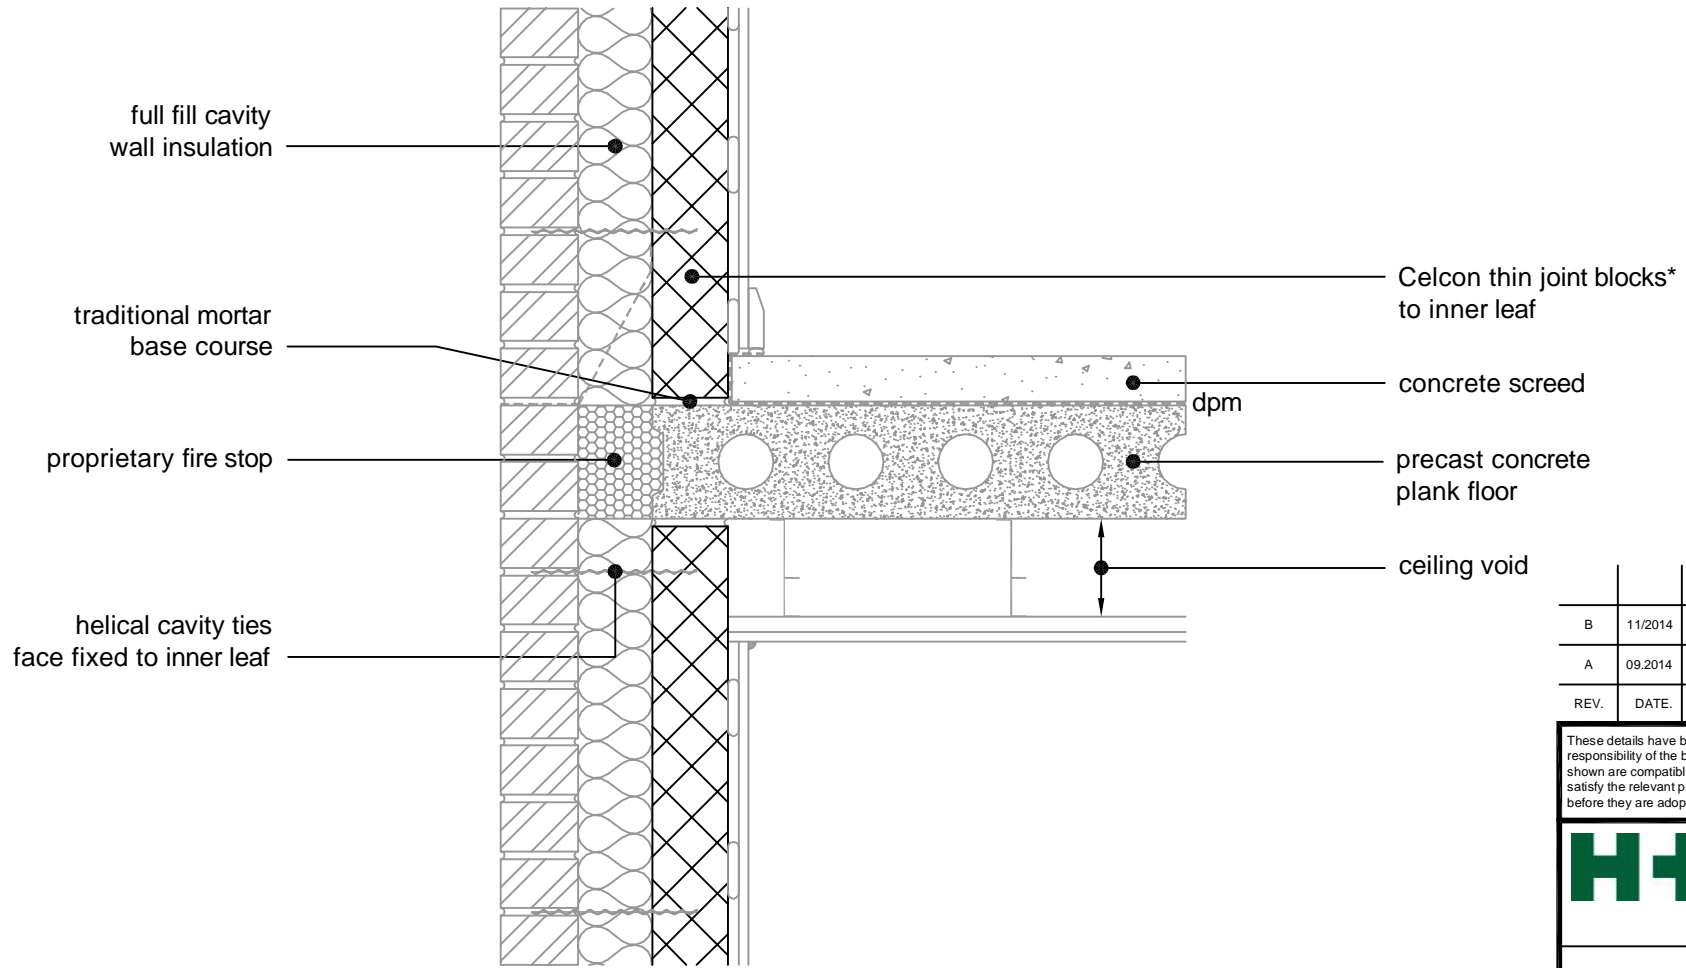 full fill cavity
wall insulation
traditional mortar
base course
proprietary fire stop
helical cavity ties
face fixed to inner leaf
Celcon thin joint blocks*
to inner leaf
concrete screed
dpm
precast concrete
plank floor
ceiling void
B 11/2014
A 09.2014
REV. DATE.
These details have b
responsibility of the b
shown are compatibl
satisfy the relevant p
before they are adop
H+